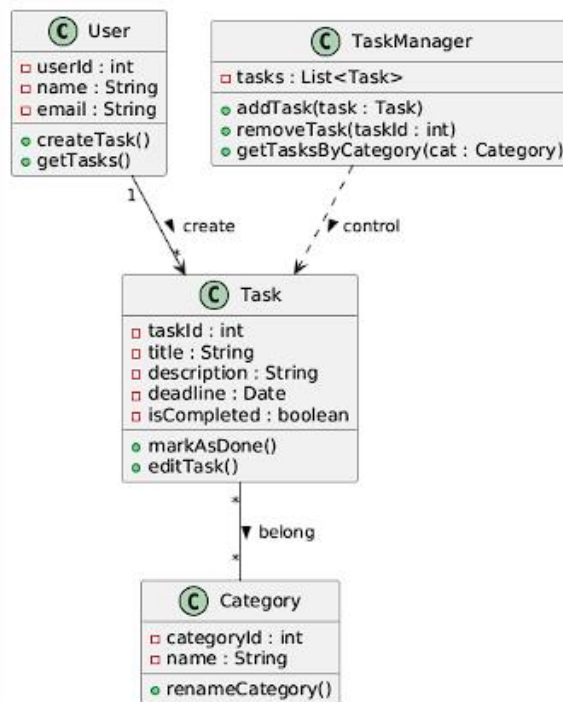 C User
userId : int
name : String
email : String
createTask()
getTasks()
C TaskManager
tasks : List<Task>
addTask(task : Task)
removeTask(taskId : int)
getTasksByCategory(cat : Category)
1
create
*
control
C Task
taskId : int
title : String
description : String
deadline : Date
isCompleted : boolean
markAsDone()
editTask()
*
belong
*
C Category
categoryId : int
name : String
renameCategory()